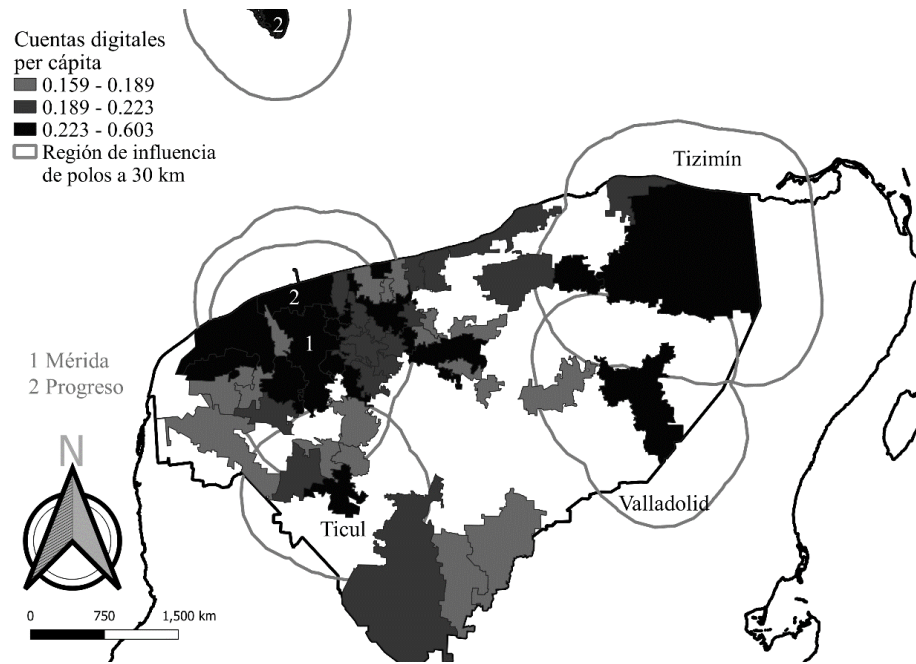 2
Cuentas digitales
per cápita
0.159 - 0.189
0.189 - 0.223
0.223 - 0.603
Región de influencia
de polos a 30 km
Tizimín
2
1
1 Mérida
2 Progreso
N
Valladolid
Ticul
0 750 1,500 km